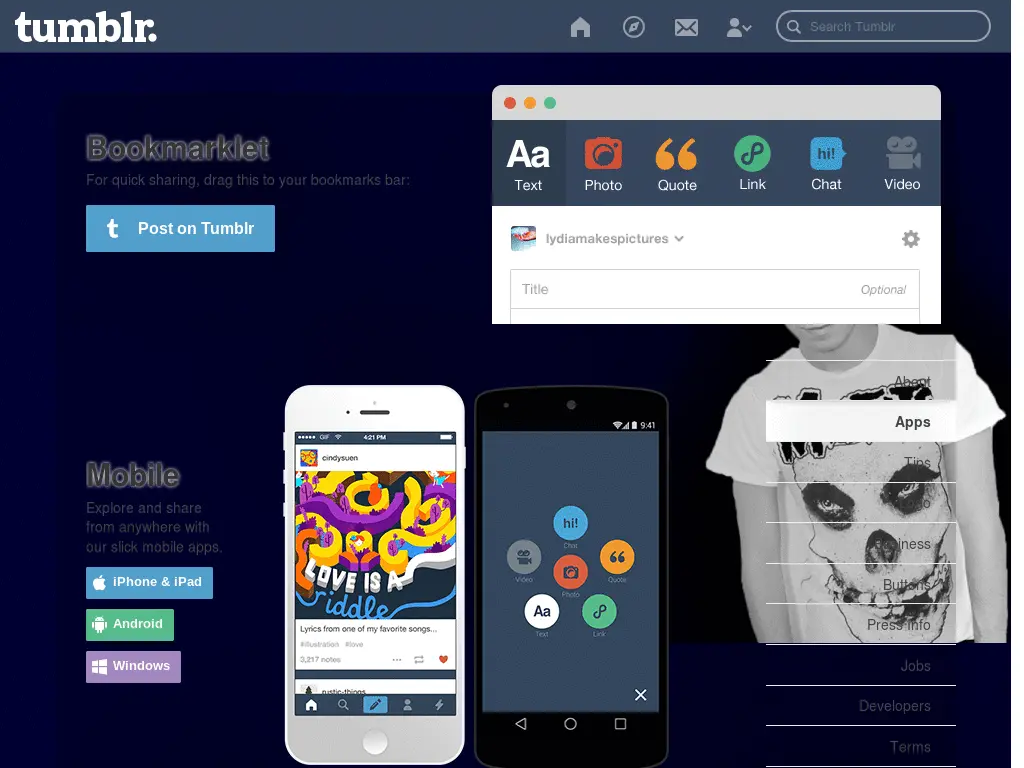 tumblr.
Search Tumblr
Bookmarklet
For quick sharing, drag this to your bookmarks bar:
t Post on Tumblr
Aa
Text
Photo
Quote
Link
hi!
Chat
Video
lydiamakespictures
Title
Optional
Mobile
Explore and share
from anywhere with
our slick mobile apps.
iPhone & iPad
Android
Windows
GIF
4:21 PM
cindysuen
LOVE IS A
riddle
Lyrics from one of my favorite songs...
#illustration #love
3,217 notes
rustic-things
9:41
hi!
Chat
Video
Quote
Photo
Aa
Text
Link
About
Apps
Tips
Business
Buttons
Press Info
Jobs
Developers
Terms